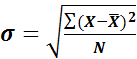 σ = √(∑(X−X̅)²/N)